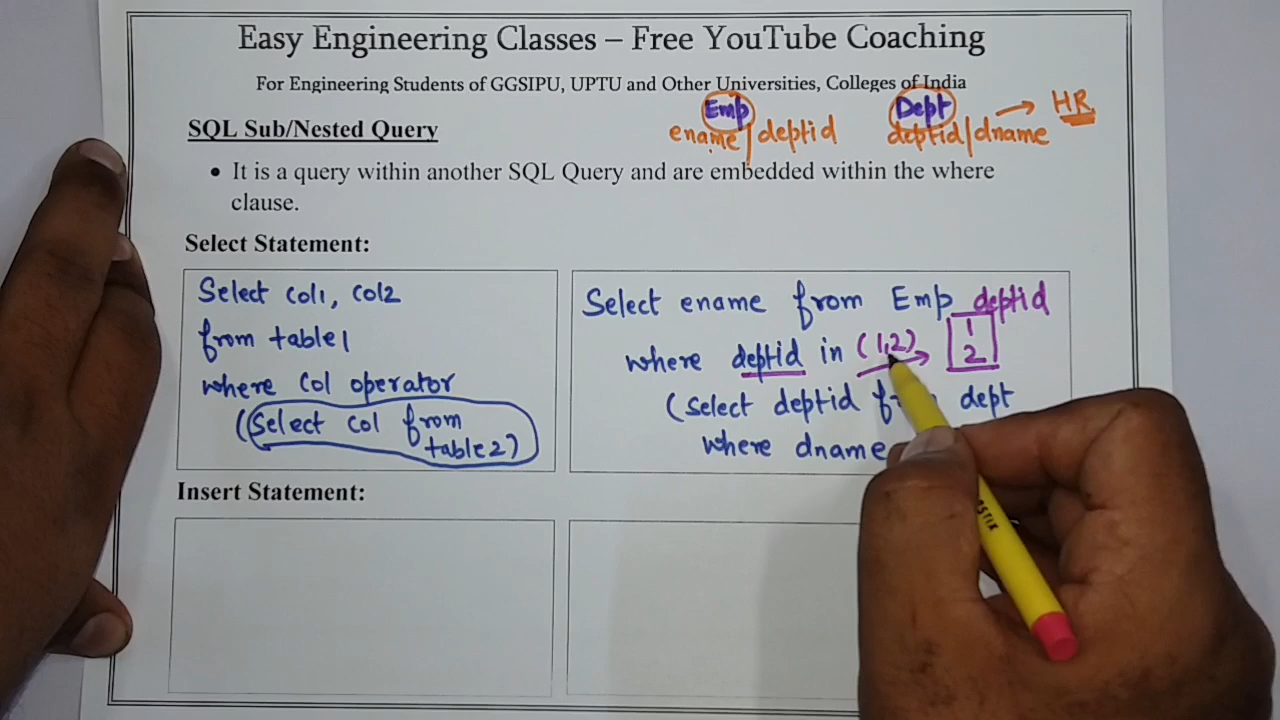 Easy Engineering Classes – Free YouTube Coaching
For Engineering Students of GGSIPU, UPTU and Other Universities, Colleges of India
Emp
Dept
HR
ename / deptid
deptid / dname
SQL Sub/Nested Query
• It is a query within another SQL Query and are embedded within the where
clause.
Select Statement:
Select Col1, Col2
from table1
where Col operator
(Select Col from
table2)
Select ename from Emp
where deptid in (1,2)
deptid
1
2
(Select deptid dept
where dname
Insert Statement: